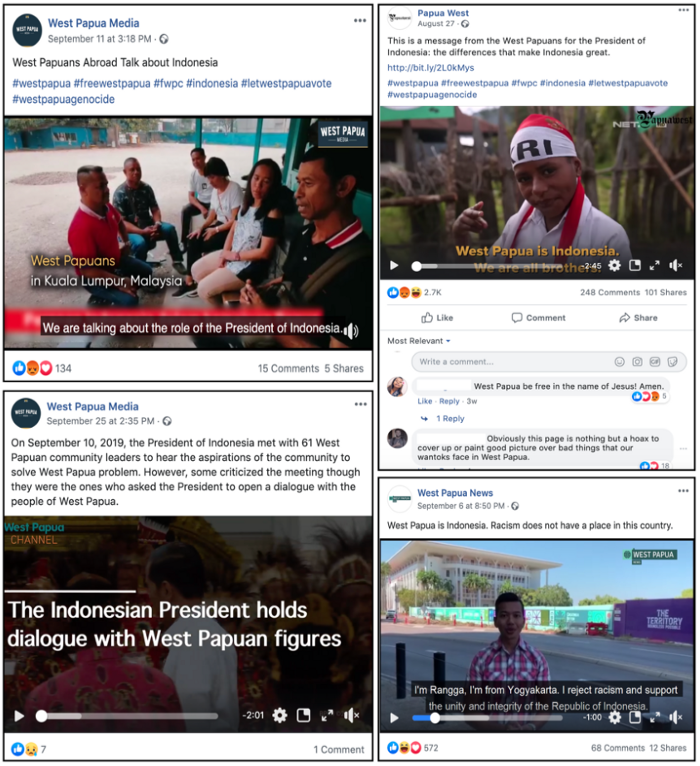 West Papua Media
September 11 at 3:18 PM ·
West Papuans Abroad Talk about Indonesia
#westpapua #freewestpapua #fwpc #indonesia #letwestpapuavote
#westpapuagenocide
WEST PAPUA
MEDIA
West Papuans
in Kuala Lumpur, Malaysia
We are talking about the role of the President of Indonesia.
134
15 Comments 5 Shares
West Papua Media
September 25 at 2:35 PM ·
On September 10, 2019, the President of Indonesia met with 61 West
Papuan community leaders to hear the aspirations of the community to
solve West Papua problem. However, some criticized the meeting though
they were the ones who asked the President to open a dialogue with the
people of West Papua.
West Papua
CHANNEL
The Indonesian President holds
dialogue with West Papuan figures
-2:01
7
1 Comment
Papua West
August 27 ·
This is a message from the West Papuans for the President of
Indonesia: the differences that make Indonesia great.
http://bit.ly/2L0kMys
#westpapua #freewestpapua #fwpc #indonesia #letwestpapuavote
#westpapuagenocide
NET
Papuawest
RI
West Papua is Indonesia.
We are all brothers.
-2:45
2.7K
248 Comments 101 Shares
Like
Comment
Share
Most Relevant
Write a comment...
West Papua be free in the name of Jesus! Amen.
Like · Reply · 3w
5
1 Reply
Obviously this page is nothing but a hoax to
cover up or paint good picture over bad things that our
wantoks face in West Papua.
18
West Papua News
September 6 at 8:50 PM ·
West Papua is Indonesia. Racism does not have a place in this country.
WEST PAPUA
THE
TERRITORY
I'm Rangga, I'm from Yogyakarta. I reject racism and support
the unity and integrity of the Republic of Indonesia.
-1:00
572
68 Comments 12 Shares